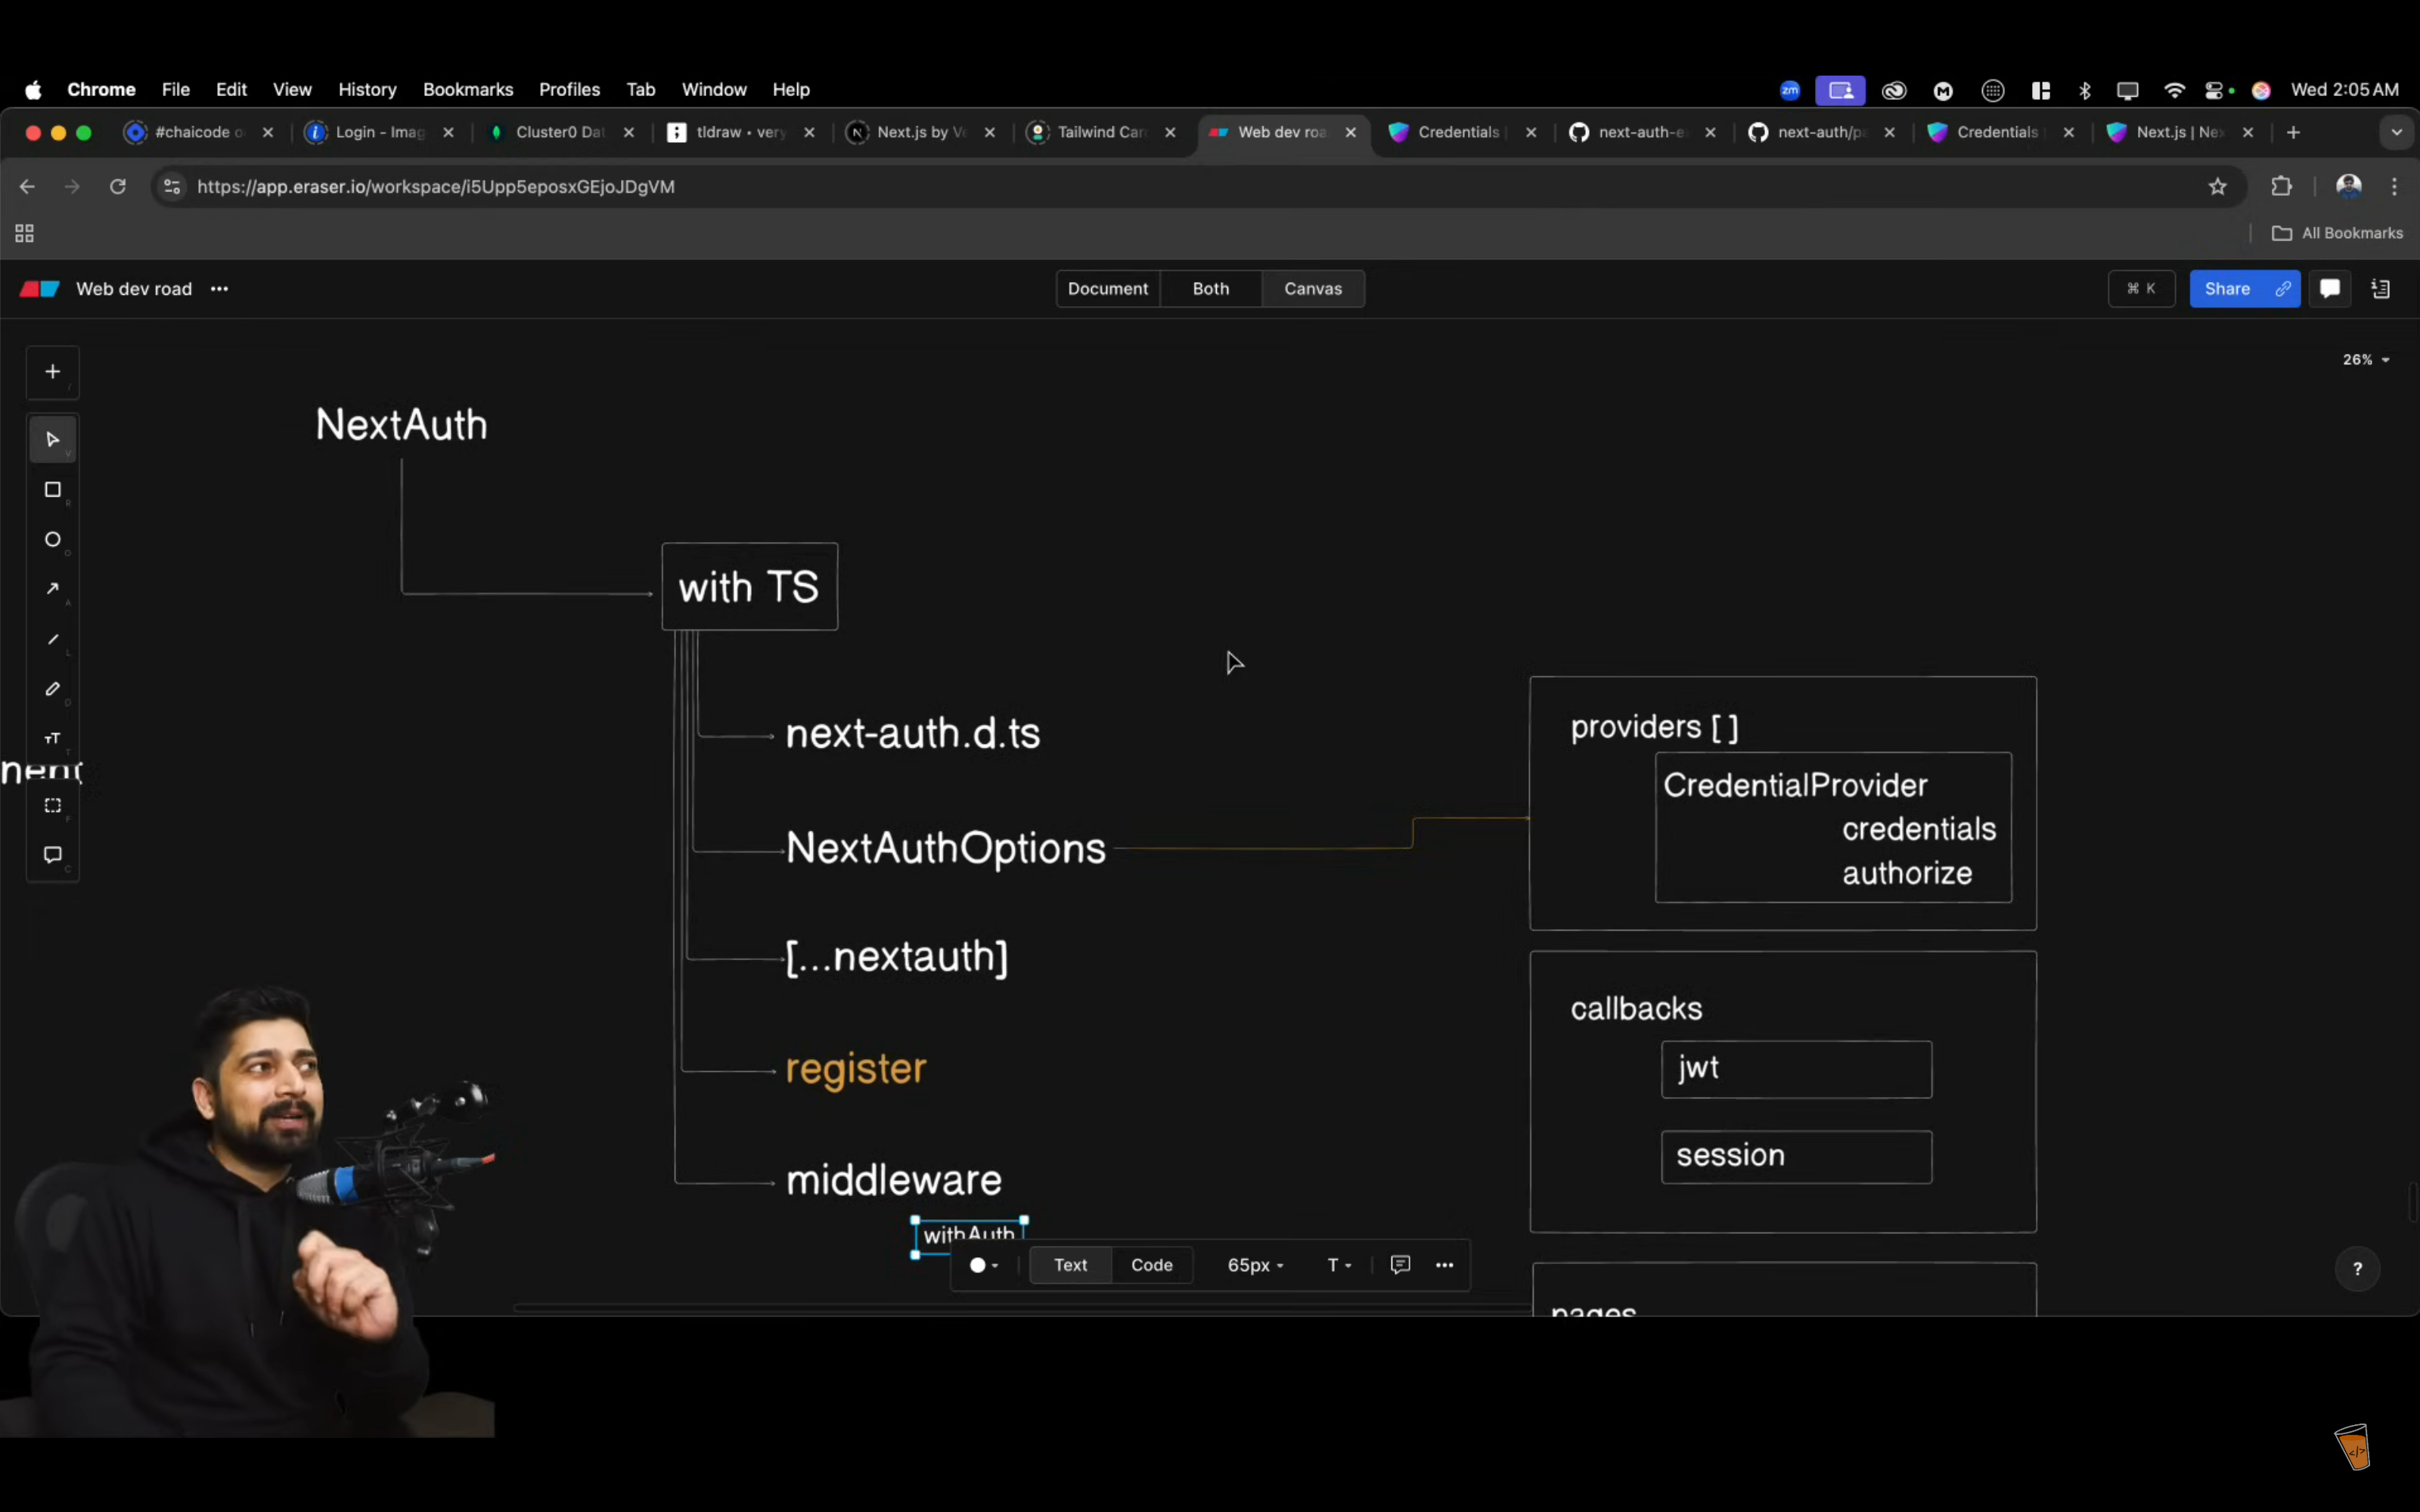 Chrome File Edit View History Bookmarks Profiles Tab Window Help
zm
Wed 2:05 AM
#chaicode o
Login - Imag
Cluster0 Dat
tldraw • very
Next.js by Ve
Tailwind Car
Web dev roa
Credentials
next-auth-e
next-auth/pa
Credentials
Next.js | Nex
https://app.eraser.io/workspace/i5Upp5eposxGEjoJDgVM
All Bookmarks
Web dev road
Document Both Canvas
⌘ K
Share
26%
NextAuth
with TS
next-auth.d.ts
NextAuthOptions
[...nextauth]
register
middleware
withAuth
nent
providers [ ]
CredentialProvider
credentials
authorize
callbacks
jwt
session
pages
Text Code 65px T
?